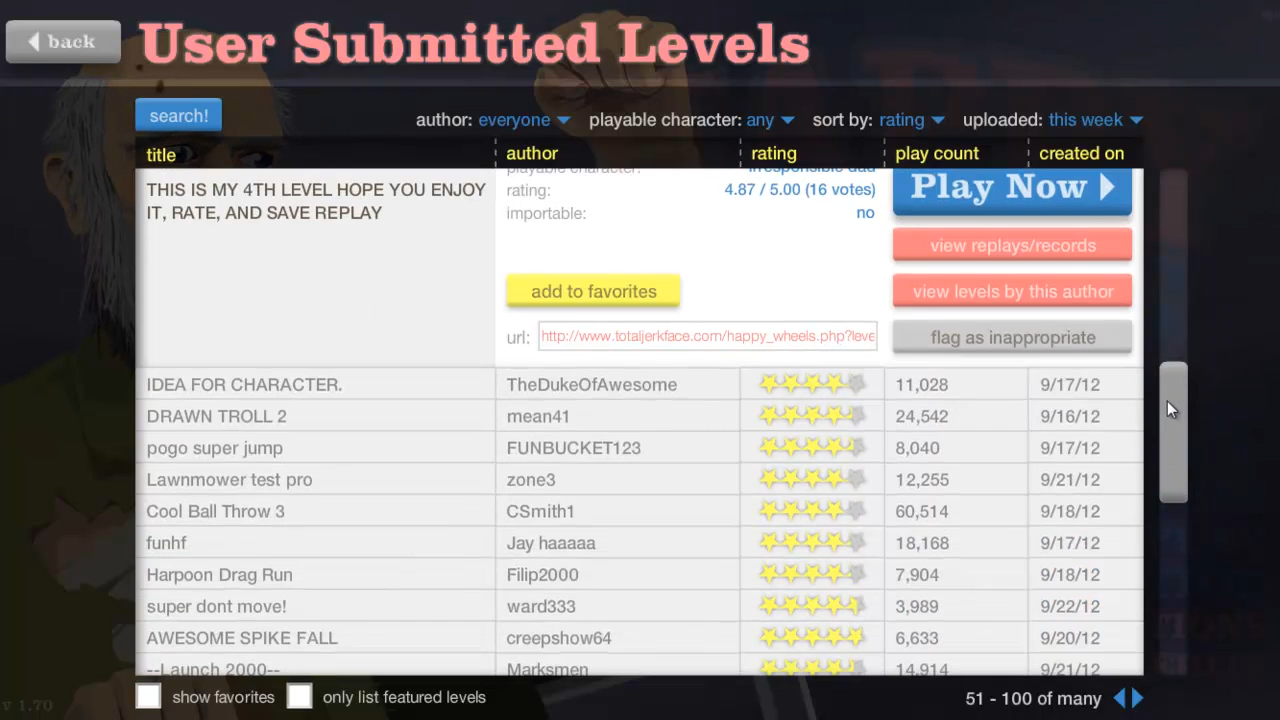 back
User Submitted Levels
search!
author: everyone playable character: any sort by: rating uploaded: this week
title author rating play count created on
playable character: irresponsible dad
THIS IS MY 4TH LEVEL HOPE YOU ENJOY
IT, RATE, AND SAVE REPLAY
rating: 4.87 / 5.00 (16 votes)
importable: no
Play Now
view replays/records
add to favorites
view levels by this author
url: http://www.totaljerkface.com/happy_wheels.php?leve
flag as inappropriate
IDEA FOR CHARACTER. TheDukeOfAwesome 11,028 9/17/12
DRAWN TROLL 2 mean41 24,542 9/16/12
pogo super jump FUNBUCKET123 8,040 9/17/12
Lawnmower test pro zone3 12,255 9/21/12
Cool Ball Throw 3 CSmith1 60,514 9/18/12
funhf Jay haaaaa 18,168 9/17/12
Harpoon Drag Run Filip2000 7,904 9/18/12
super dont move! ward333 3,989 9/22/12
AWESOME SPIKE FALL creepshow64 6,633 9/20/12
--Launch 2000-- Marksmen 14,914 9/21/12
show favorites only list featured levels 51 - 100 of many
v 1.70